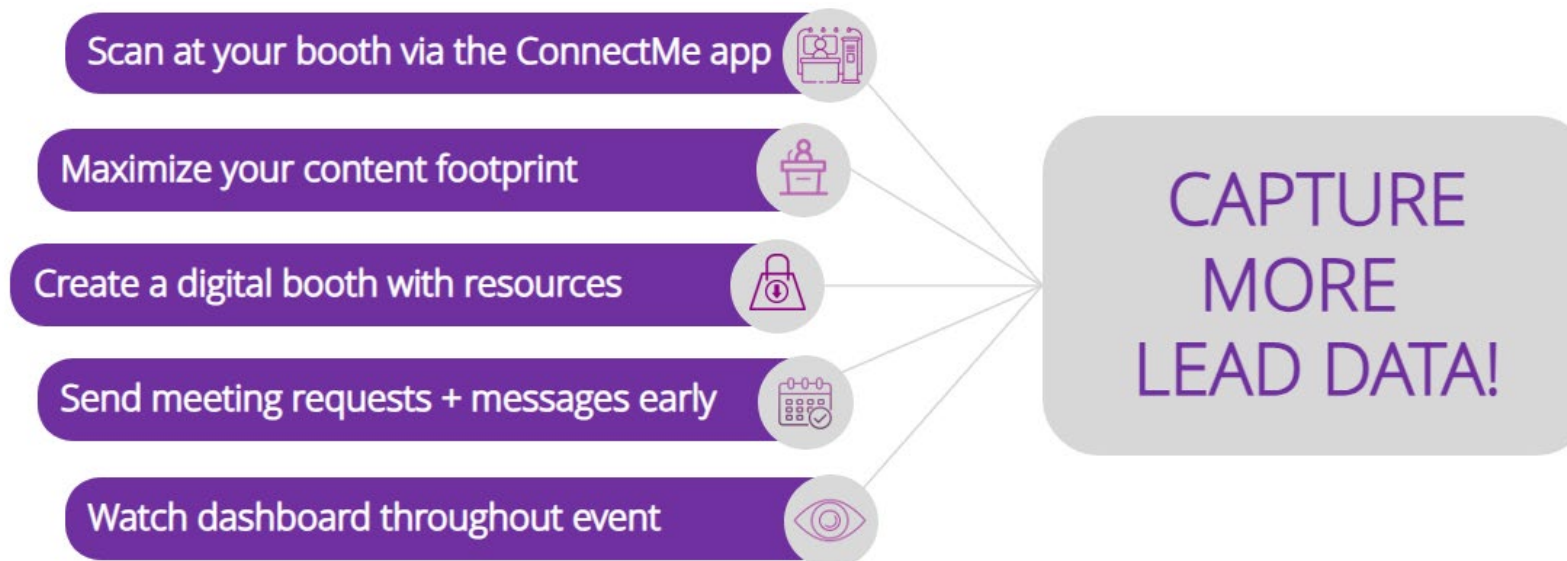 Scan at your booth via the ConnectMe app
Maximize your content footprint
Create a digital booth with resources
Send meeting requests + messages early
Watch dashboard throughout event
CAPTURE
MORE
LEAD DATA!